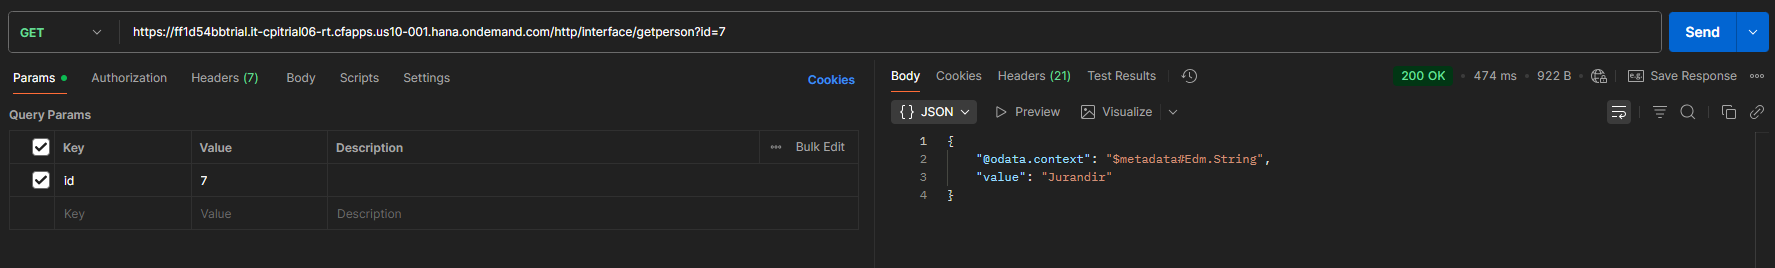 GET https://ff1d54bbtrial.it-cpitrial06-rt.cfapps.us10-001.hana.ondemand.com/http/interface/getperson?id=7 Send
Params Authorization Headers (7) Body Scripts Settings Cookies
Query Params
Key Value Description Bulk Edit
id 7
Key Value Description
Body Cookies Headers (21) Test Results 200 OK 474 ms 922 B e.g. Save Response
{ } JSON Preview Visualize
1 {
2 "@odata.context": "$metadata#Edm.String",
3 "value": "Jurandir"
4 }